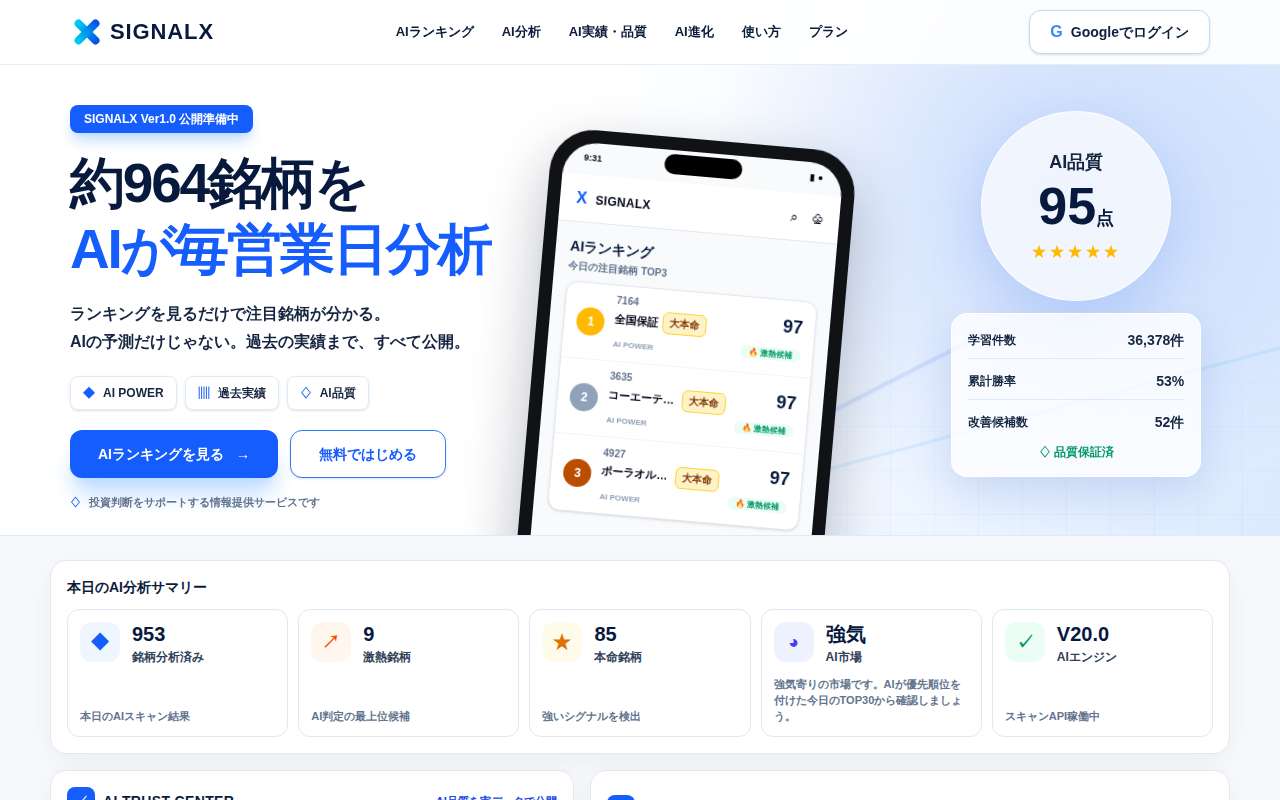 SIGNALX
AIランキング AI分析 AI実績・品質 AI進化 使い方 プラン
G Googleでログイン
SIGNALX Ver1.0 公開準備中
約964銘柄を
AIが毎営業日分析
ランキングを見るだけで注目銘柄が分かる。
AIの予測だけじゃない。過去の実績まで、すべて公開。
AI POWER 過去実績 AI品質
AIランキングを見る →
無料ではじめる
投資判断をサポートする情報提供サービスです
9:31
X SIGNALX
AIランキング
今日の注目銘柄 TOP3
1 7164 全国保証 大本命 97
AI POWER 🔥 激熱候補
2 3635 コーエーテ… 大本命 97
AI POWER 🔥 激熱候補
3 4927 ポーラオル… 大本命 97
AI POWER 🔥 激熱候補
AI品質
95点
★★★★★
学習件数 36,378件
累計勝率 53%
改善候補数 52件
♢ 品質保証済
本日のAI分析サマリー
953
銘柄分析済み
本日のAIスキャン結果
9
激熱銘柄
AI判定の最上位候補
85
本命銘柄
強いシグナルを検出
強気
AI市場
強気寄りの市場です。AIが優先順位を
付けた今日のTOP30から確認しましょ
う。
V20.0
AIエンジン
スキャンAPI稼働中
AI TRUST CENTER
AI品質を実データで公開